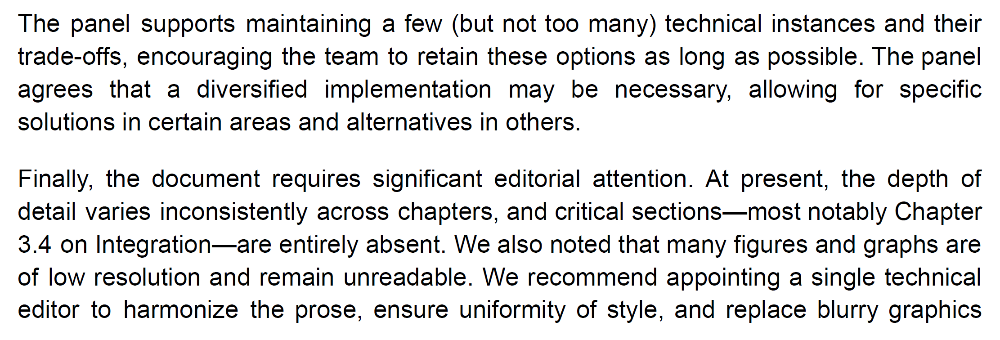 The panel supports maintaining a few (but not too many) technical instances and their
trade-offs, encouraging the team to retain these options as long as possible. The panel
agrees that a diversified implementation may be necessary, allowing for specific
solutions in certain areas and alternatives in others.
Finally, the document requires significant editorial attention. At present, the depth of
detail varies inconsistently across chapters, and critical sections—most notably Chapter
3.4 on Integration—are entirely absent. We also noted that many figures and graphs are
of low resolution and remain unreadable. We recommend appointing a single technical
editor to harmonize the prose, ensure uniformity of style, and replace blurry graphics